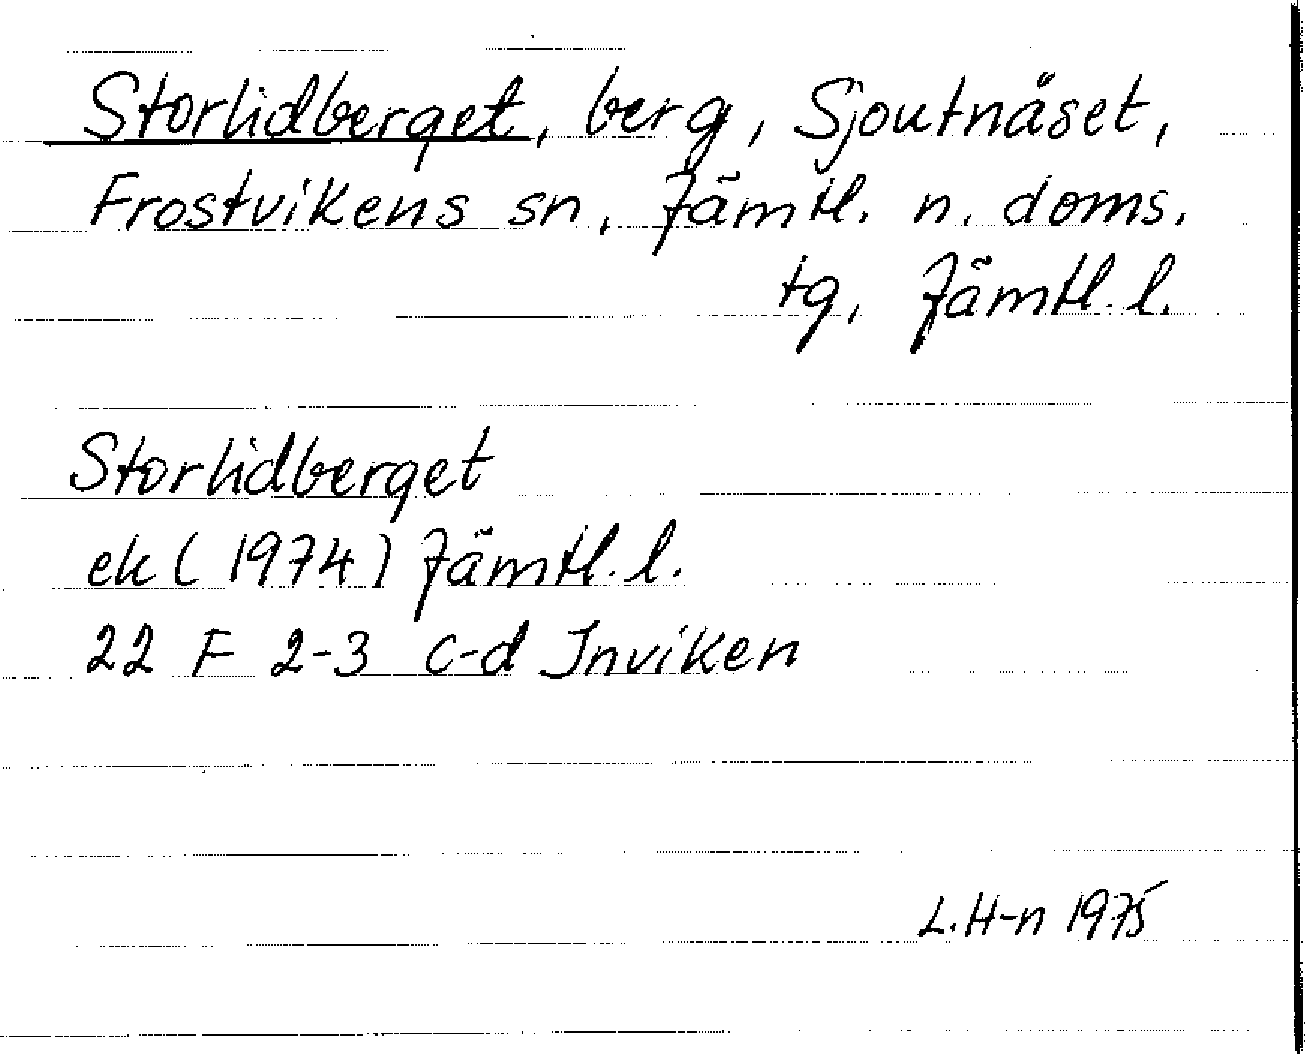 Storlidberget, berg, Sjoutnäset,
Frostvikens sn, Jämtl. n. doms.
tg, Jämtl. l.
Storlidberget
ek (1974) Jämtl. l.
22 F 2-3 c-d Inviken
L. H-n 1975